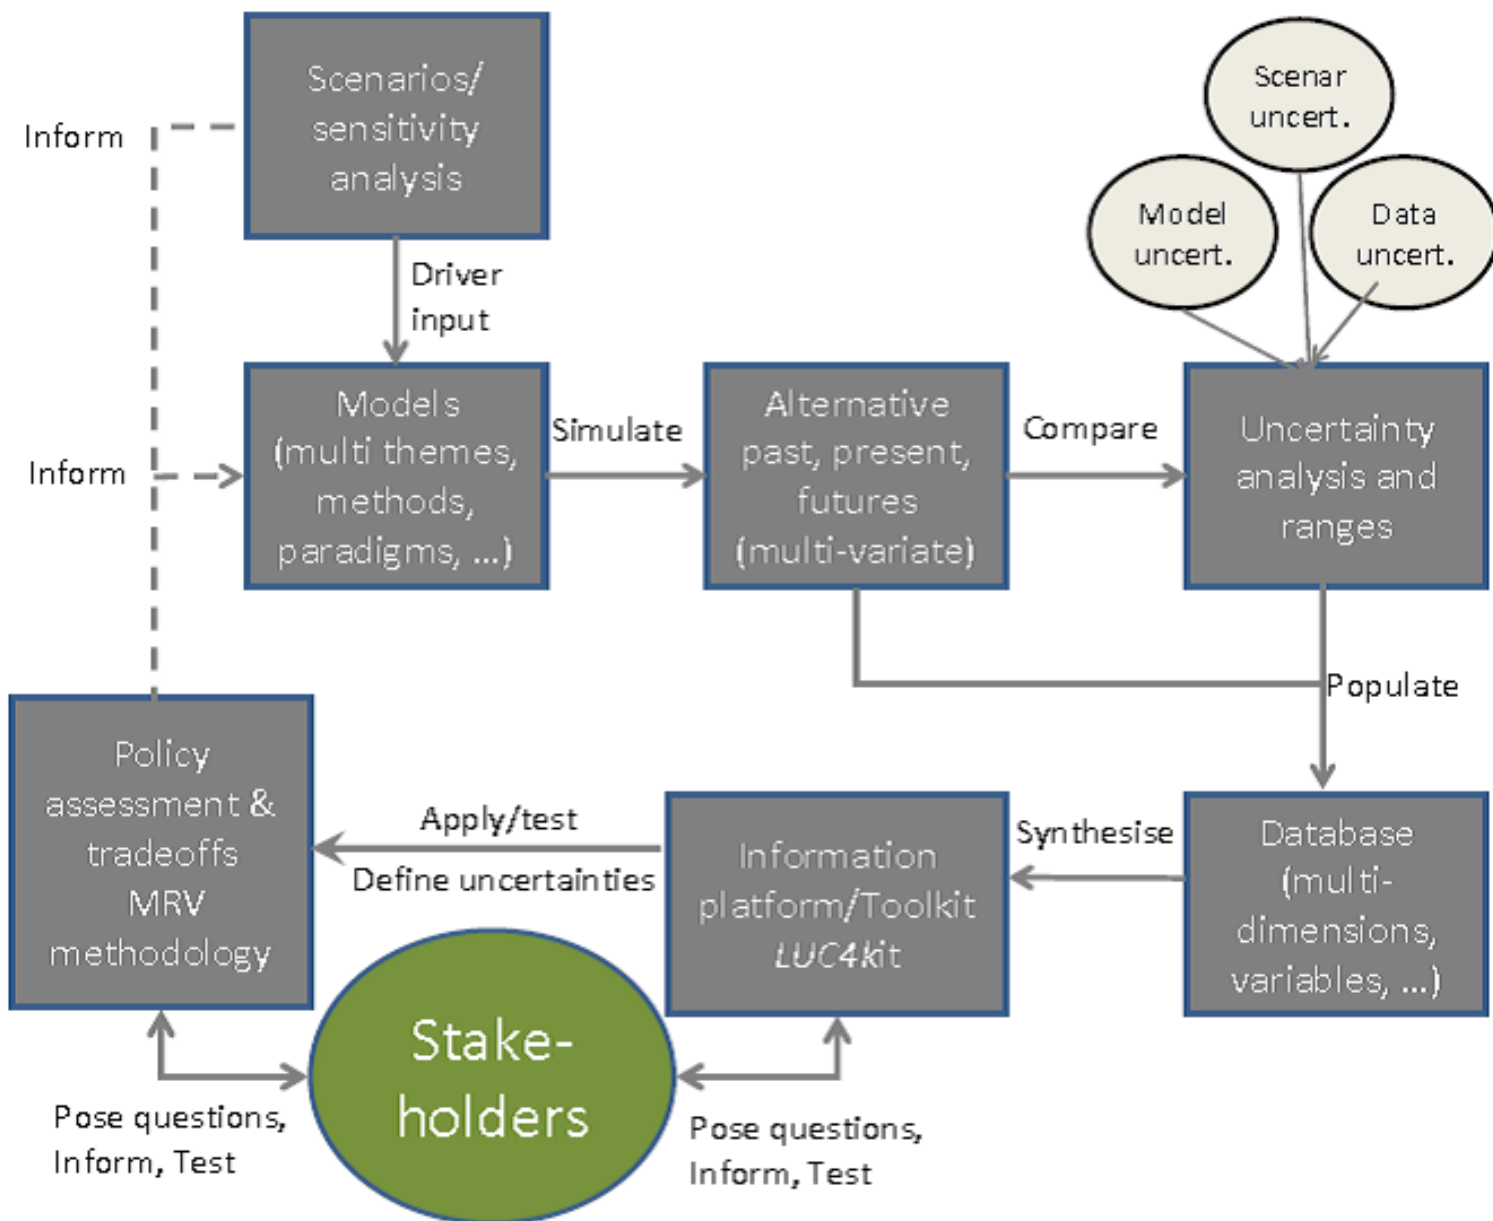 Scenarios/
sensitivity
analysis
Inform
Driver
input
Scenar
uncert.
Model
uncert.
Data
uncert.
Inform
Models
(multi themes,
methods,
paradigms, ...)
Simulate
Alternative
past, present,
futures
(multi-variate)
Compare
Uncertainty
analysis and
ranges
Populate
Policy
assessment &
tradeoffs
MRV
methodology
Apply/test
Define uncertainties
Information
platform/Toolkit
LUC4kit
Synthesise
Database
(multi-
dimensions,
variables, ...)
Stake-
holders
Pose questions,
Inform, Test
Pose questions,
Inform, Test